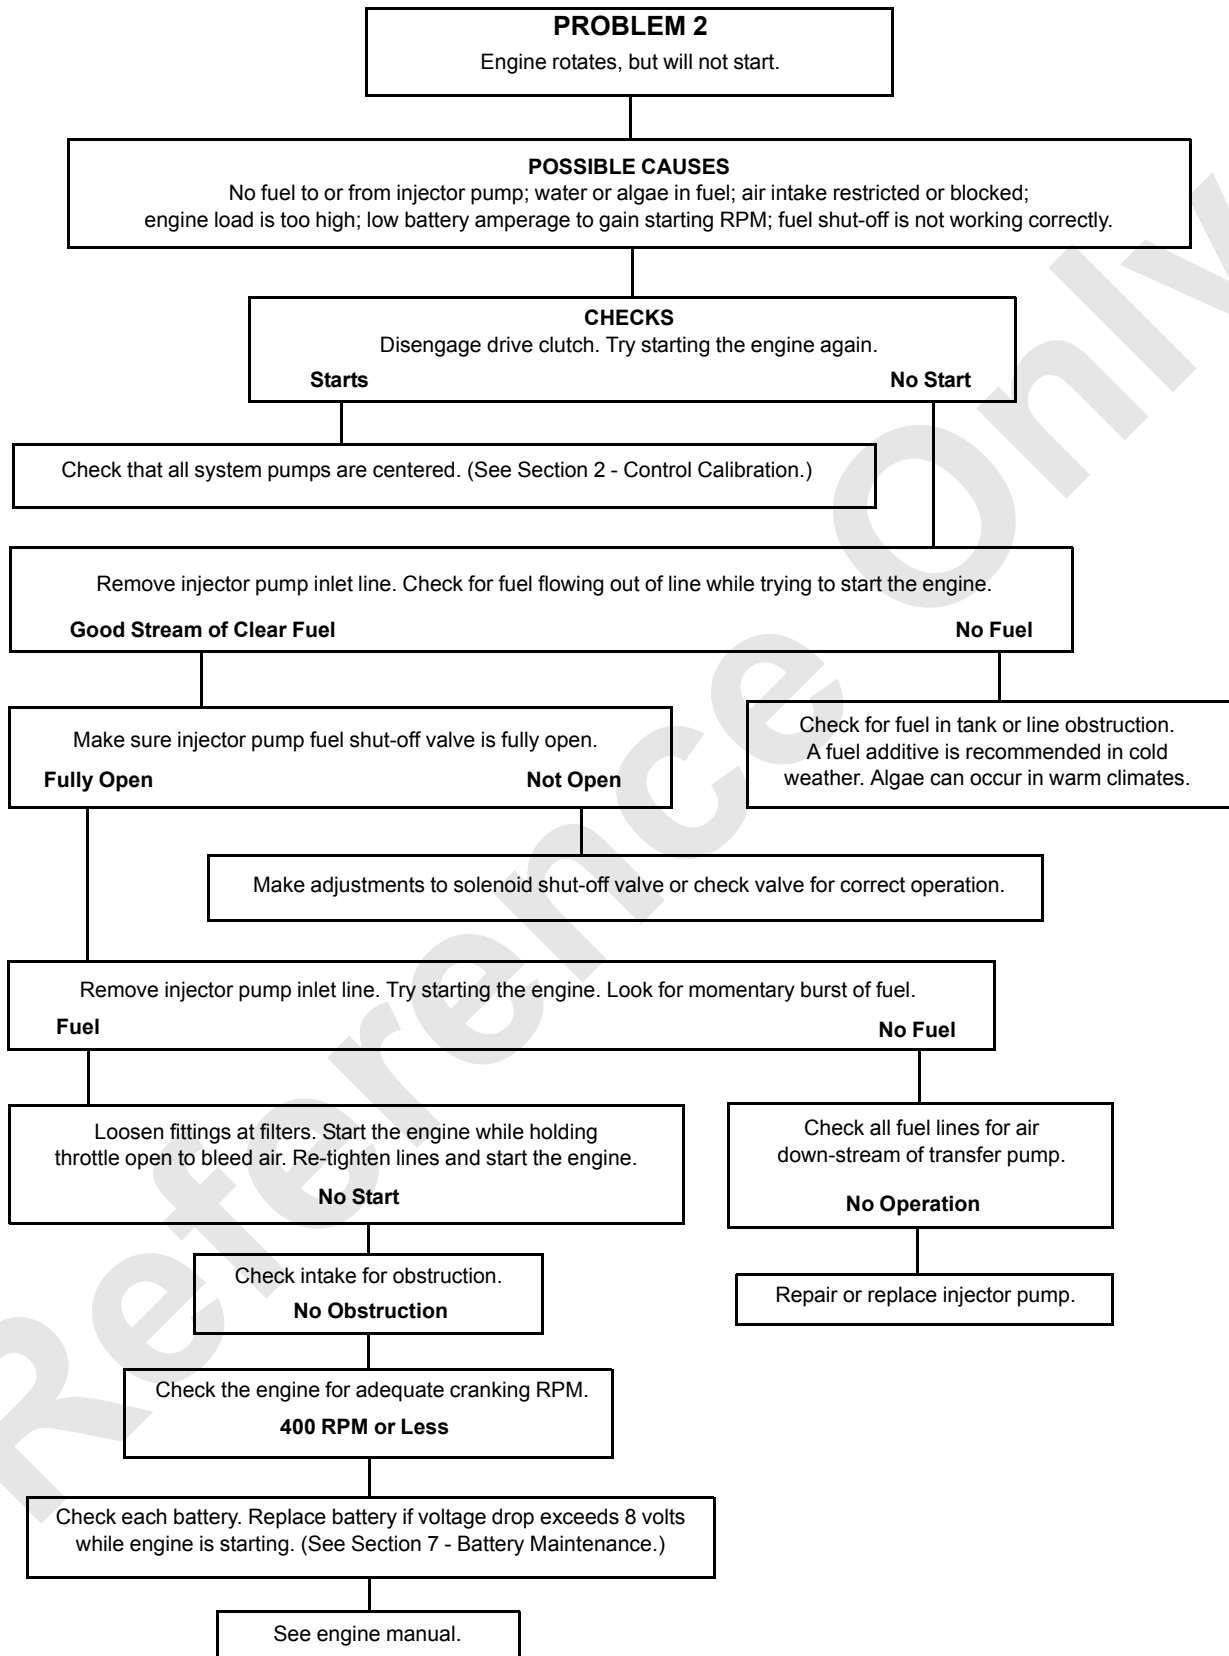 PROBLEM 2
Engine rotates, but will not start.
POSSIBLE CAUSES
No fuel to or from injector pump; water or algae in fuel; air intake restricted or blocked;
engine load is too high; low battery amperage to gain starting RPM; fuel shut-off is not working correctly.
CHECKS
Disengage drive clutch. Try starting the engine again.
Starts No Start
Check that all system pumps are centered. (See Section 2 - Control Calibration.)
Remove injector pump inlet line. Check for fuel flowing out of line while trying to start the engine.
Good Stream of Clear Fuel No Fuel
Make sure injector pump fuel shut-off valve is fully open.
Fully Open Not Open
Check for fuel in tank or line obstruction.
A fuel additive is recommended in cold
weather. Algae can occur in warm climates.
Make adjustments to solenoid shut-off valve or check valve for correct operation.
Remove injector pump inlet line. Try starting the engine. Look for momentary burst of fuel.
Fuel No Fuel
Loosen fittings at filters. Start the engine while holding
throttle open to bleed air. Re-tighten lines and start the engine.
No Start
Check all fuel lines for air
down-stream of transfer pump.
No Operation
Check intake for obstruction.
No Obstruction
Repair or replace injector pump.
Check the engine for adequate cranking RPM.
400 RPM or Less
Check each battery. Replace battery if voltage drop exceeds 8 volts
while engine is starting. (See Section 7 - Battery Maintenance.)
See engine manual.
Reference Only